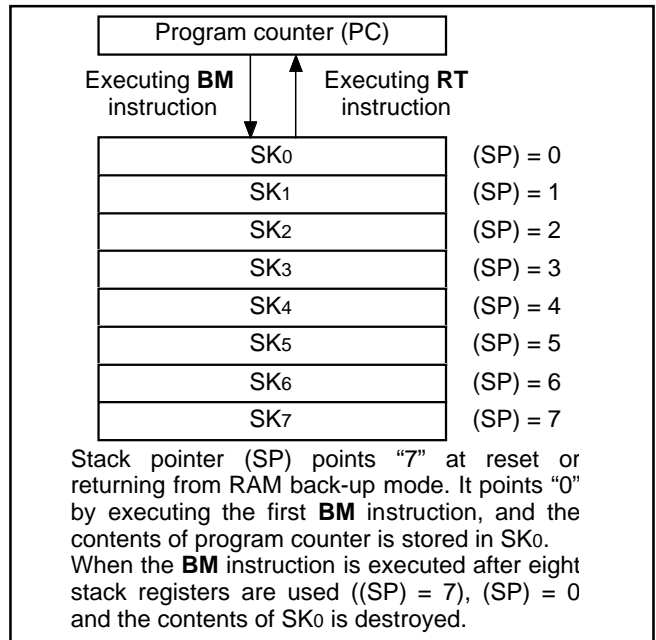 Program counter (PC)
Executing BM
instruction
Executing RT
instruction
SK0 (SP) = 0
SK1 (SP) = 1
SK2 (SP) = 2
SK3 (SP) = 3
SK4 (SP) = 4
SK5 (SP) = 5
SK6 (SP) = 6
SK7 (SP) = 7
Stack pointer (SP) points “7” at reset or
returning from RAM back-up mode. It points “0”
by executing the first BM instruction, and the
contents of program counter is stored in SK0.
When the BM instruction is executed after eight
stack registers are used ((SP) = 7), (SP) = 0
and the contents of SK0 is destroyed.